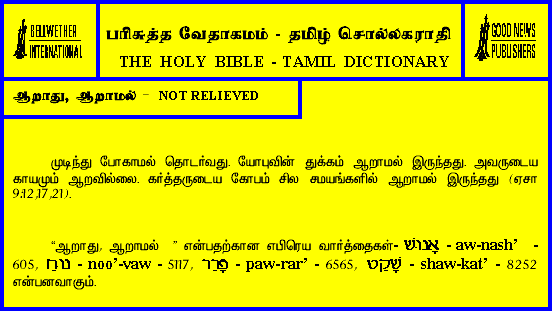 BELLWETHER
INTERNATIONAL
பரிசுத்த வேதாகமம் - தமிழ் சொல்லகராதி
THE HOLY BIBLE - TAMIL DICTIONARY
GOOD NEWS
PUBLISHERS
ஆறாது, ஆறாமல் – NOT RELIEVED
முடிந்து போகாமல் தொடர்வது. யோபுவின் துக்கம் ஆறாமல் இருந்தது. அவருடைய
காயமும் ஆறவில்லை. கர்த்தருடைய கோபம் சில சமயங்களில் ஆறாமல் இருந்தது (ஏசா
9:12,17,21).
“ஆறாது, ஆறாமல் ” என்பதற்கான எபிரெய வார்த்தைகள்- אָנוּשׁ - aw-nash’ -
605, נוּחַ - noo’-vaw - 5117, פָּרַר - paw-rar’ - 6565, שָׁקַט - shaw-kat’ - 8252
என்பனவாகும்.